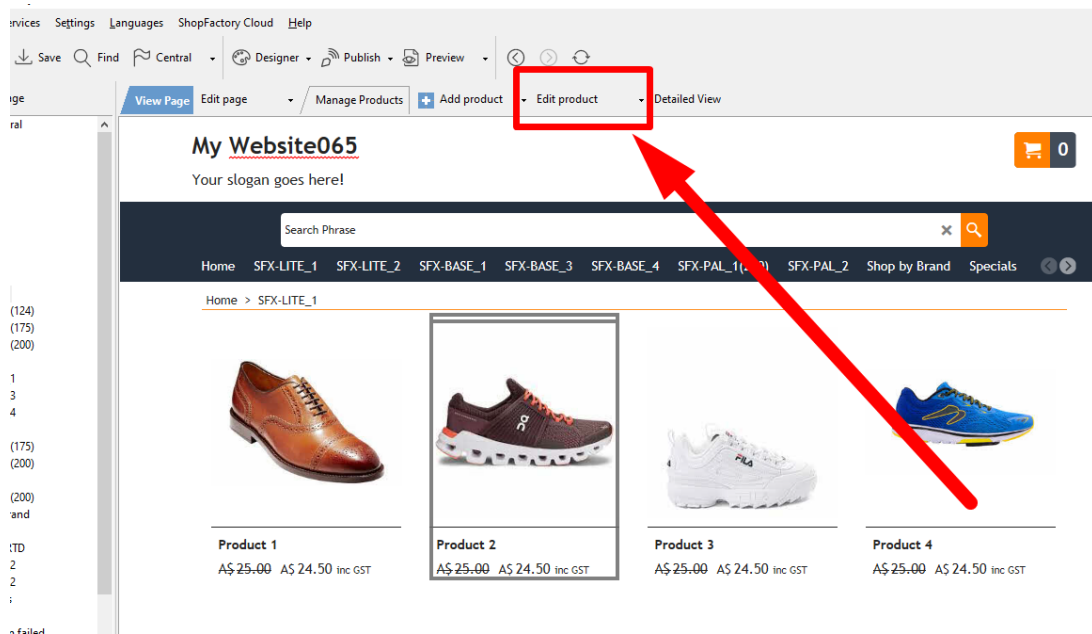 ervices Settings Languages ShopFactory Cloud Help
Save Find Central Designer Publish Preview
age View Page Edit page Manage Products Add product Edit product Detailed View
ral
My Website065
0
Your slogan goes here!
Search Phrase
Home SFX-LITE_1 SFX-LITE_2 SFX-BASE_1 SFX-BASE_3 SFX-BASE_4 SFX-PAL_1( SFX-PAL_2 Shop by Brand Specials
Home > SFX-LITE_1
(124)
(175)
(200)
1
3
4
(175)
(200)
(200)
rand
TD
2
2
s
n failed
FILA
Product 1 Product 2 Product 3 Product 4
A$ 25.00 A$ 24.50 inc GST A$ 25.00 A$ 24.50 inc GST A$ 25.00 A$ 24.50 inc GST A$ 25.00 A$ 24.50 inc GST